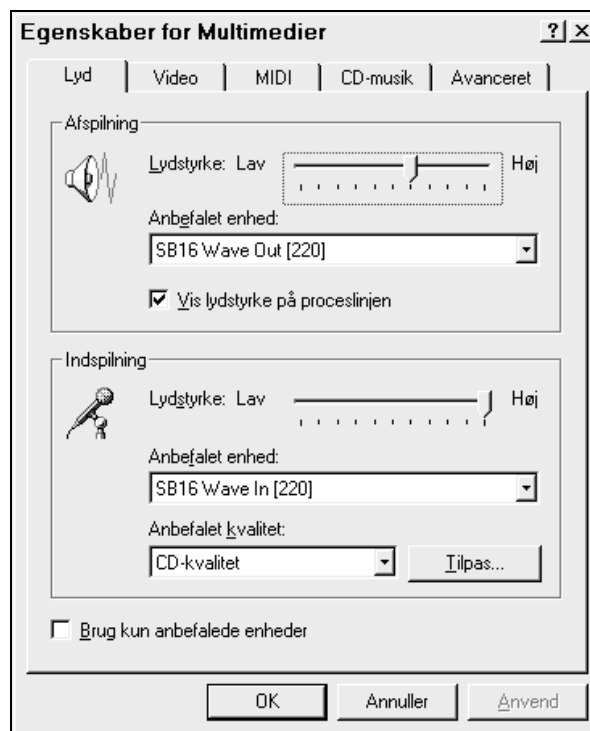 Egenskaber for Multimedier
Lyd Video MIDI CD-musik Avanceret
Afspilning
Lydstyrke: Lav Høj
Anbefalet enhed:
SB16 Wave Out [220]
Vis lydstyrke på proceslinjen
Indspilning
Lydstyrke: Lav Høj
Anbefalet enhed:
SB16 Wave In [220]
Anbefalet kvalitet:
CD-kvalitet Tilpas...
Brug kun anbefalede enheder
OK Annuller Anvend